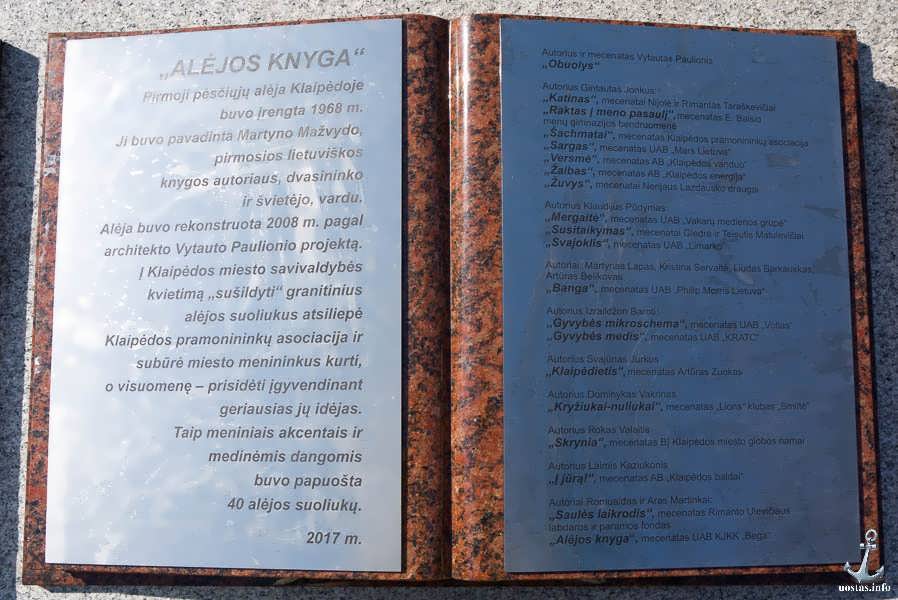 „ALĖJOS KNYGA“
Pirmoji pėsčiųjų alėja Klaipėdoje
buvo įrengta 1968 m.
Ji buvo pavadinta Martyno Mažvydo,
pirmosios lietuviškos
knygos autoriaus, dvasininko
ir švietėjo, vardu.
Alėja buvo rekonstruota 2008 m. pagal
architekto Vytauto Paulionio projektą.
Į Klaipėdos miesto savivaldybės
kvietimą „sušildyti“ granitinius
alėjos suoliukus atsiliepė
Klaipėdos pramonininkų asociacija ir
subūrė miesto menininkus kurti,
o visuomenę – prisidėti įgyvendinant
geriausias jų idėjas.
Taip meniniais akcentais ir
medinėmis dangomis
buvo papuošta
40 alėjos suoliukų.
2017 m.
Autorius ir mecenatas Vytautas Paulionis
„Obuolys“
Autorius Gintautas Jonkus:
„Katinas“, mecenatai Nijolė ir Rimantas Taraškevičiai
„Raktas į meno pasaulį“, mecenatas E. Balsio
menų gimnazijos bendruomenė
„Šachmatai“, mecenatas Klaipėdos pramonininkų asociacija
„Sargas“, mecenatas UAB „Mars Lietuva“
„Versmė“, mecenatas AB „Klaipėdos vanduo“
„Žaibas“, mecenatas AB „Klaipėdos energija“
„Žuvys“, mecenatai Nerijaus Lazdausko draugai
Autorius Klaudijus Pūdymas:
„Mergaitė“, mecenatas UAB „Vakarų medienos grupė“
„Susitaikymas“, mecenatai Giedrė ir Teisutis Matulevičiai
„Svajoklis“, mecenatas UAB „Limarko“
Autoriai: Martynas Lapas, Kristina Servaitė, Liudas Barkauskas,
Artūras Belikovas
„Banga“, mecenatas UAB „Philip Morris Lietuva“
Autorius Izraildžon Baroti:
„Gyvybės mikroschema“, mecenatas UAB „Votus“
„Gyvybės medis“, mecenatas UAB „KRATC“
Autorius Svajūnas Jurkus
„Klaipėdietis“, mecenatas Artūras Zuokas
Autorius Dominykas Vaitkinas
„Kryžiukai-nuliukai“, mecenatas „Lions“ klubas „Smiltė“
Autorius Rokas Valaitis
„Skrynia“, mecenatas BĮ Klaipėdos miesto globos namai
Autorius Laimis Kaziukonis
„Į jūrą!“, mecenatas AB „Klaipėdos baldai“
Autoriai Romualdas ir Aras Martinkai:
„Saulės laikrodis“, mecenatas Rimanto Ulevičiaus
labdaros ir paramos fondas
„Alėjos knyga“, mecenatas UAB KJKK „Bega“
uostas.info